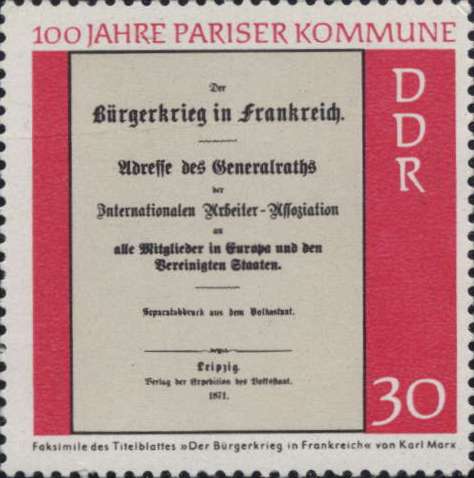 100 JAHRE PARISER KOMMUNE
DDR
Der
Bürgerkrieg in Frankreich.
Adresse des Generalraths
der
Internationalen Arbeiter-Assoziation
an
alle Mitglieder in Europa und den
Vereinigten Staaten.
Separatabdruck aus dem Volksstaat.
Leipzig.
Verlag der Expedition des Volksstaat.
1871.
30
Faksimile des Titelblattes »Der Bürgerkrieg in Frankreich« von Karl Marx